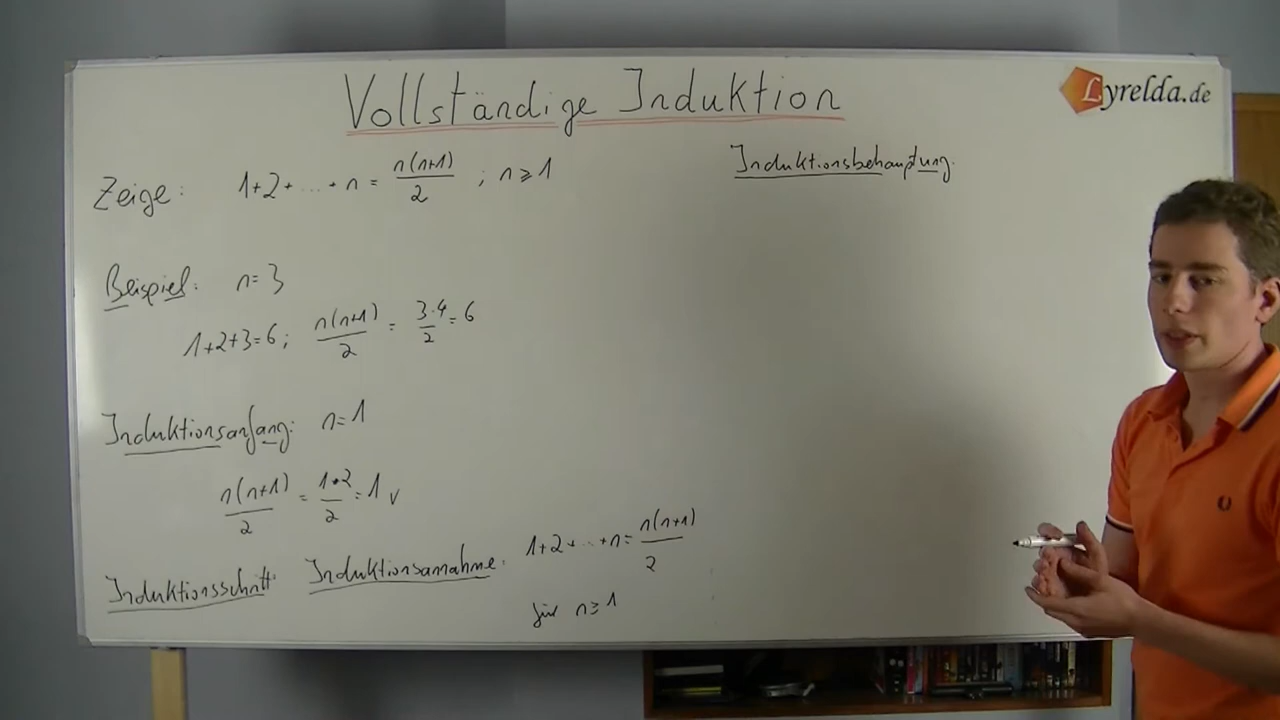 Vollständige Induktion
Lyrelda.de
Zeige: 1+2+...+n = n(n+1)/2 ; n ≥ 1
Beispiel: n=3
1+2+3=6; n(n+1)/2 = 3·4/2 = 6
Induktionsanfang: n=1
n(n+1)/2 = 1·2/2 = 1 v
Induktionsschritt: Induktionsannahme: 1+2+...+n = n(n+1)/2
für n≥1
Induktionsbehauptung: